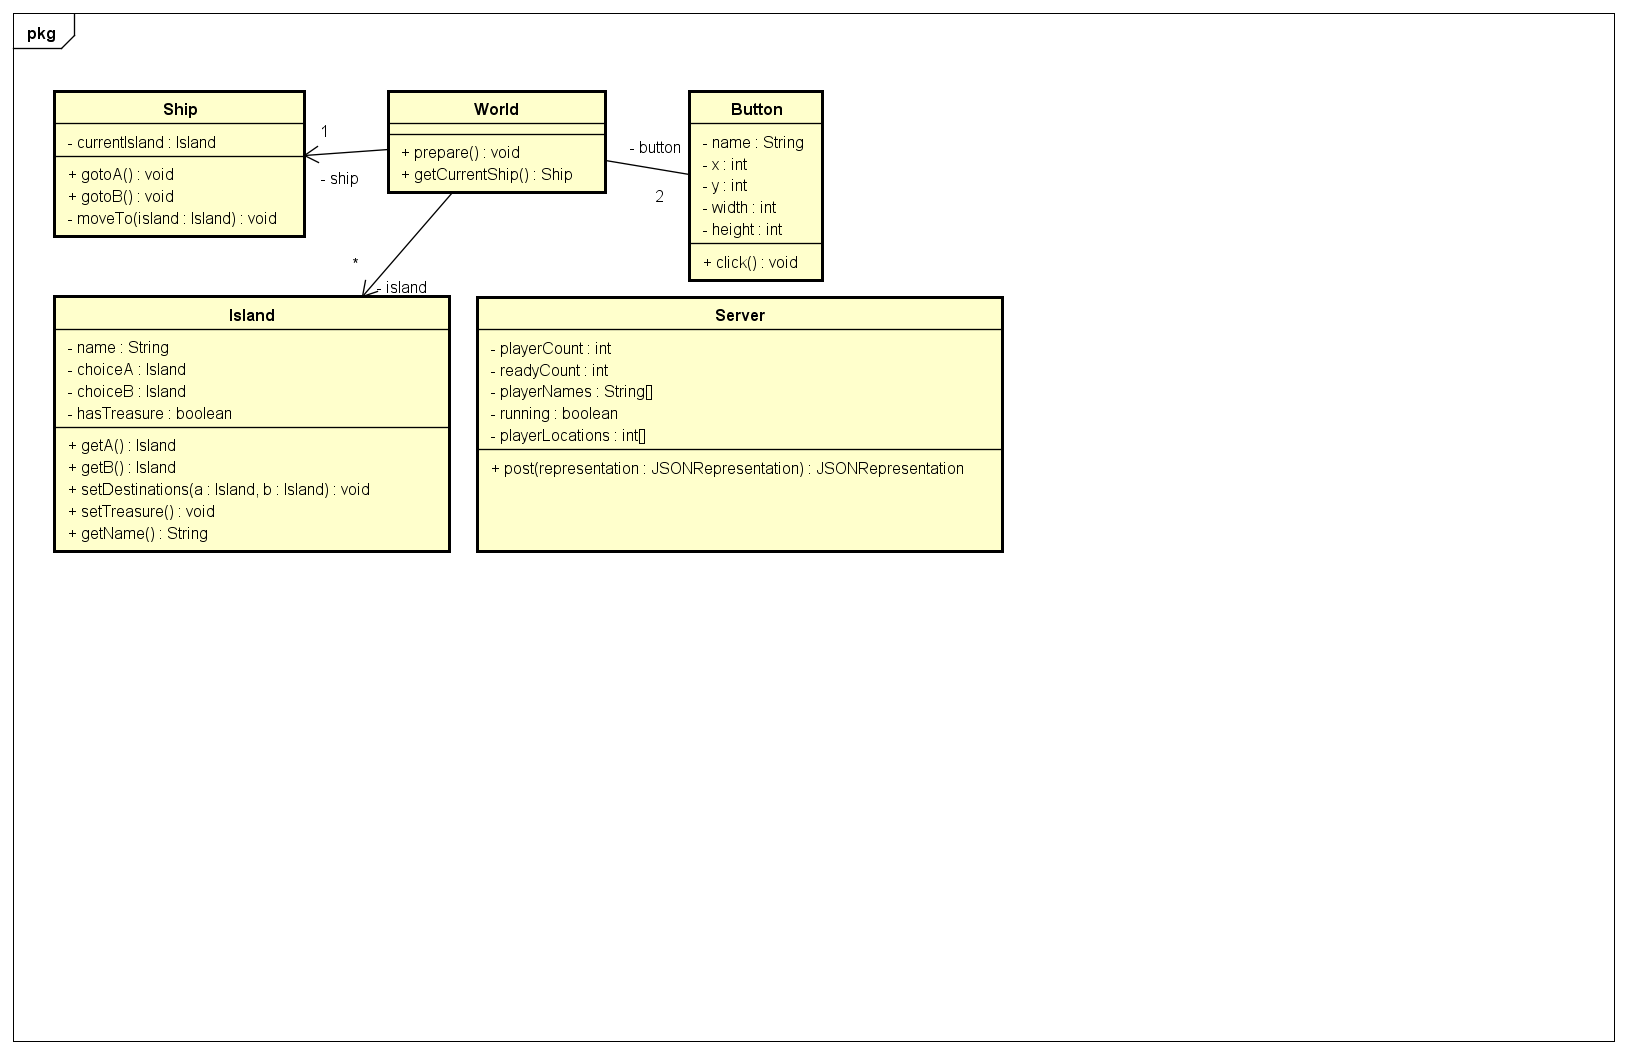 pkg
Ship
- currentIsland : Island
+ gotoA() : void
+ gotoB() : void
- moveTo(island : Island) : void
1
- ship
World
+ prepare() : void
+ getCurrentShip() : Ship
- button
2
Button
- name : String
- x : int
- y : int
- width : int
- height : int
+ click() : void
*
- island
Island
- name : String
- choiceA : Island
- choiceB : Island
- hasTreasure : boolean
+ getA() : Island
+ getB() : Island
+ setDestinations(a : Island, b : Island) : void
+ setTreasure() : void
+ getName() : String
Server
- playerCount : int
- readyCount : int
- playerNames : String[]
- running : boolean
- playerLocations : int[]
+ post(representation : JSONRepresentation) : JSONRepresentation